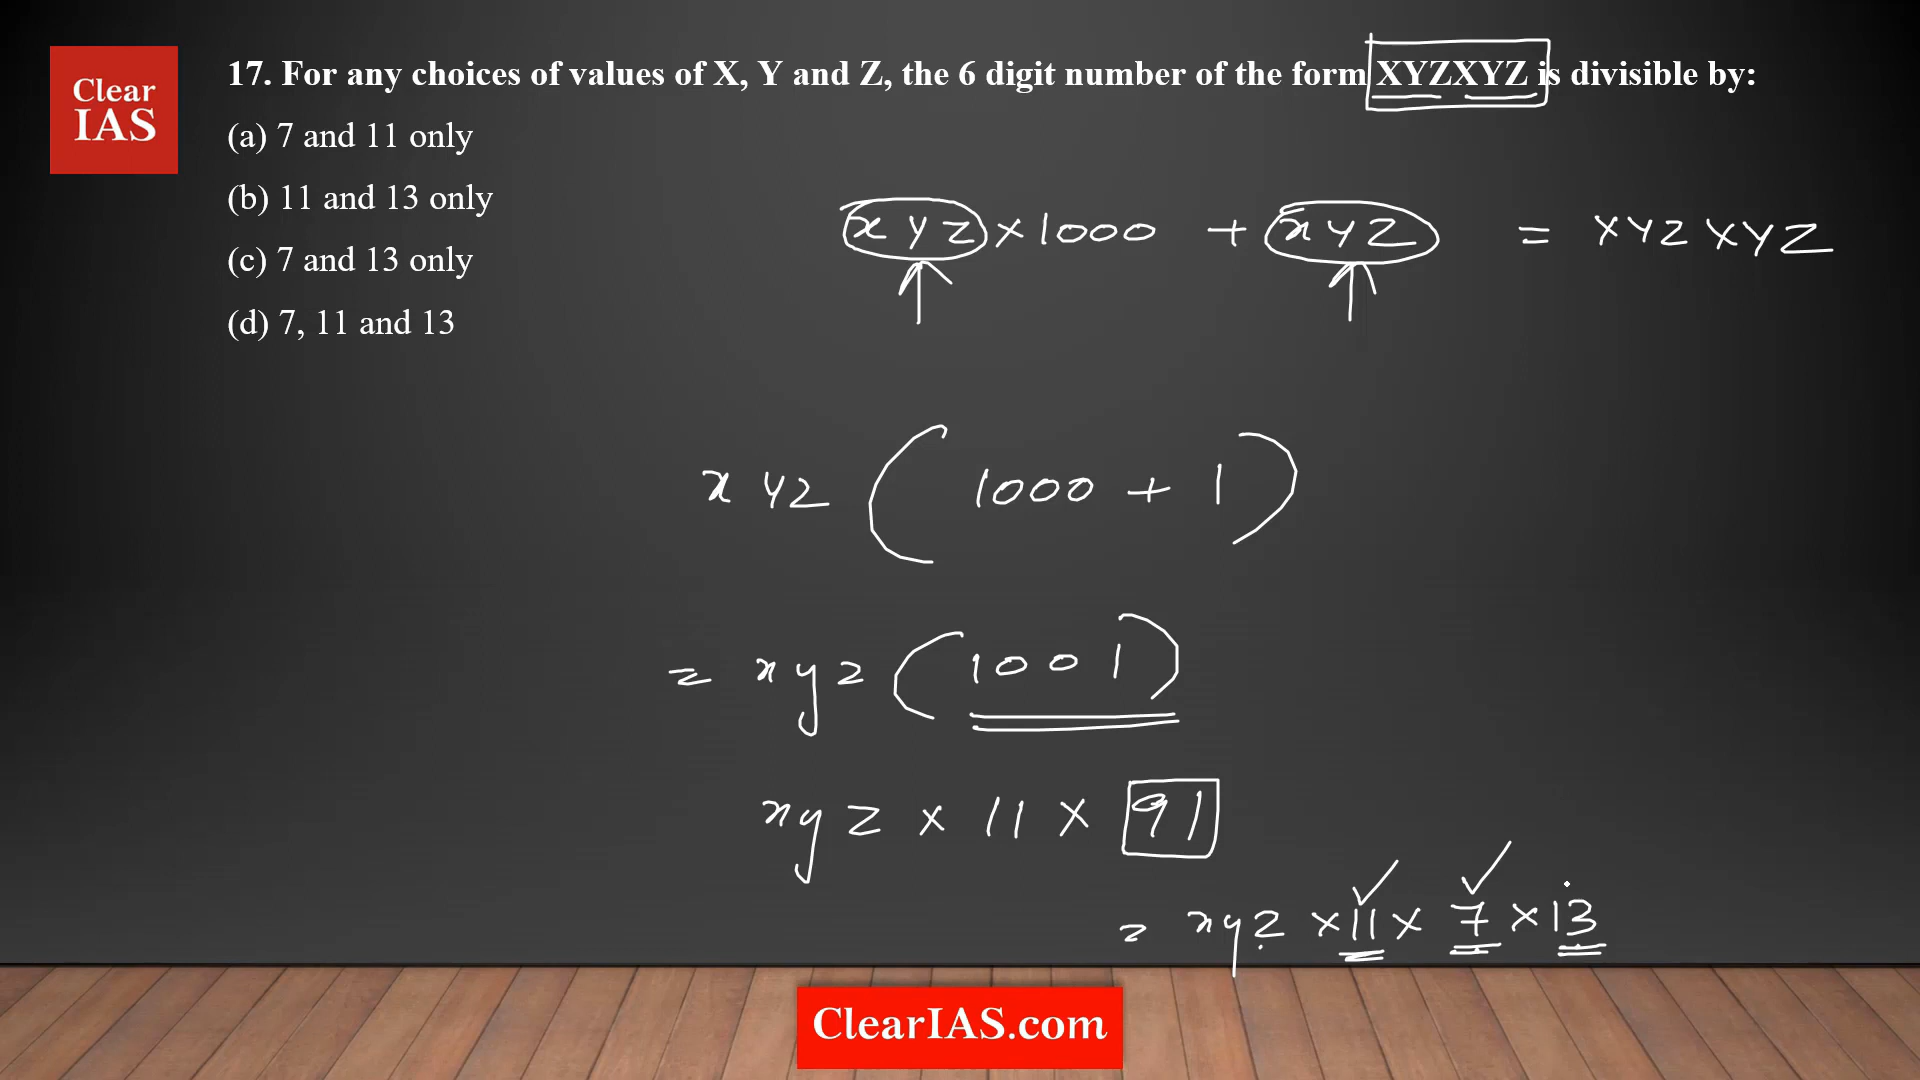 Clear
IAS
17. For any choices of values of X, Y and Z, the 6 digit number of the form XYZXYZ is divisible by:
(a) 7 and 11 only
(b) 11 and 13 only
(c) 7 and 13 only
(d) 7, 11 and 13
xyz × 1000 + xyz = XYZXYZ
xyz (1000 + 1)
= xyz (1001)
xyz × 11 × 91
= xyz × 11 × 7 × 13
ClearIAS.com